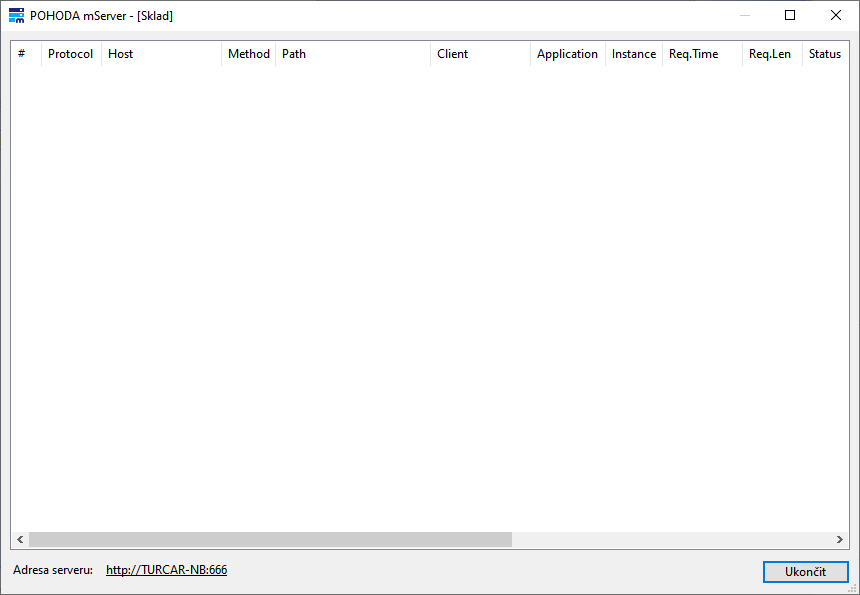 POHODA mServer - [Sklad]
# Protocol Host Method Path Client Application Instance Req.Time Req.Len Status
Adresa serveru: http://TURCAR-NB:666
Ukončit